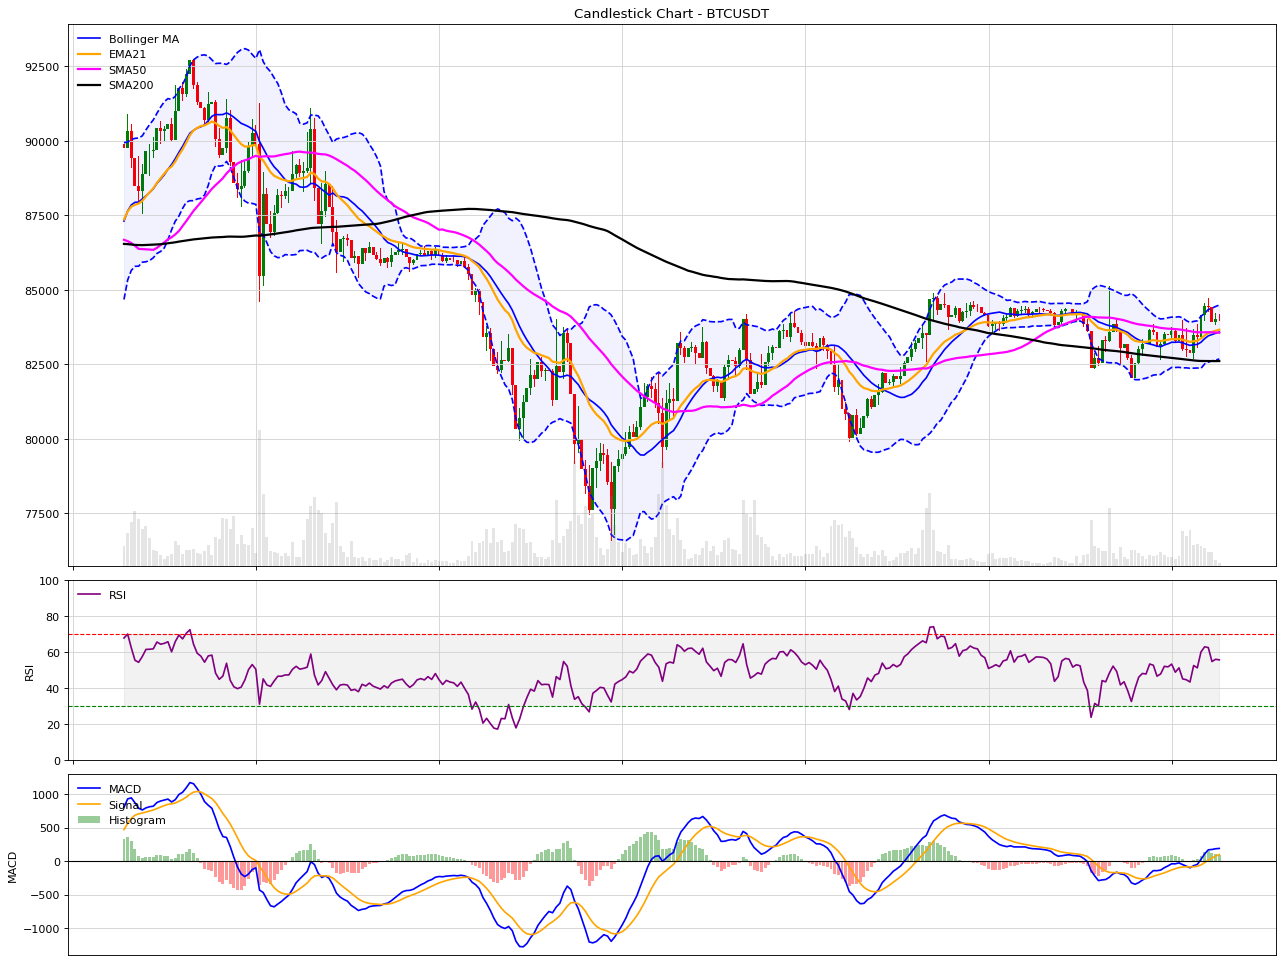 Candlestick Chart - BTCUSDT
Bollinger MA
EMA21
SMA50
SMA200
92500
90000
87500
85000
82500
80000
77500
RSI
100
80
60
40
20
0
RSI
MACD
Signal
Histogram
1000
500
0
−500
−1000
MACD